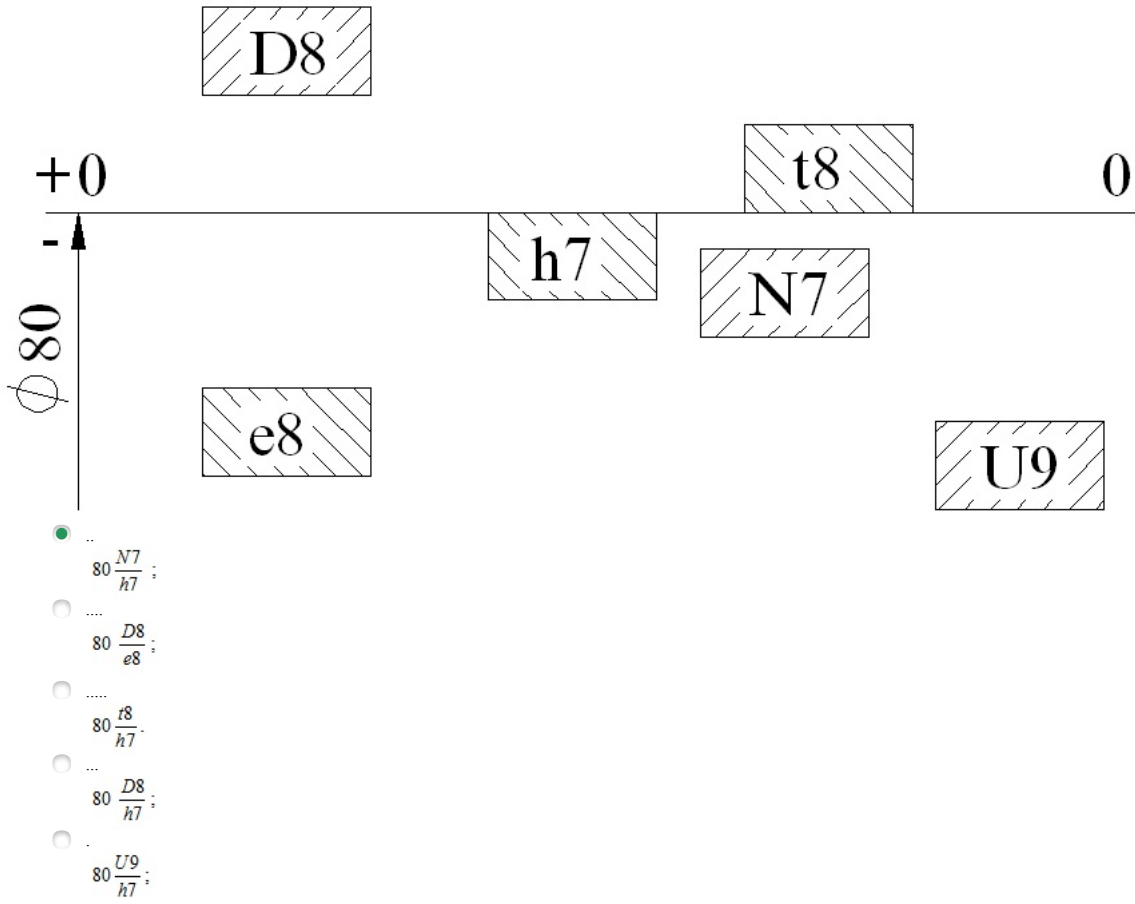 D8
t8
+0
0
-
h7
N7
⌀80
e8
U9
..
80 N7/h7 ;
....
80 D8/e8 ;
.....
80 t8/h7 .
...
80 D8/h7 ;
.
80 U9/h7 ;